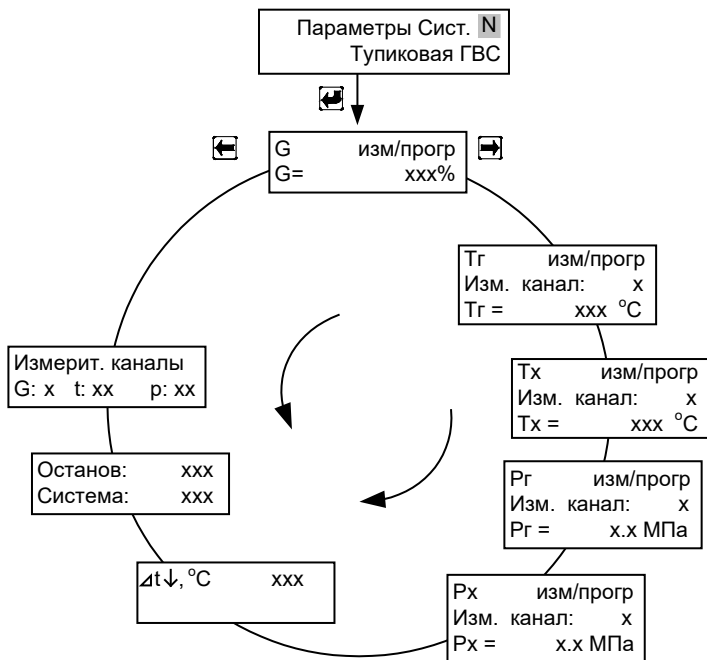 Параметры Сист. N
Тупиковая ГВС
G изм/прогр
G= xxx%
Тг изм/прогр
Изм. канал: x
Тг = xxx °C
Тх изм/прогр
Изм. канал: x
Тх = xxx °C
Рг изм/прогр
Изм. канал: x
Рг = x.x МПа
Рх изм/прогр
Изм. канал: x
Рх = x.x МПа
⊿t↓, °C xxx
Останов: xxx
Система: xxx
Измерит. каналы
G: x t: xx p: xx